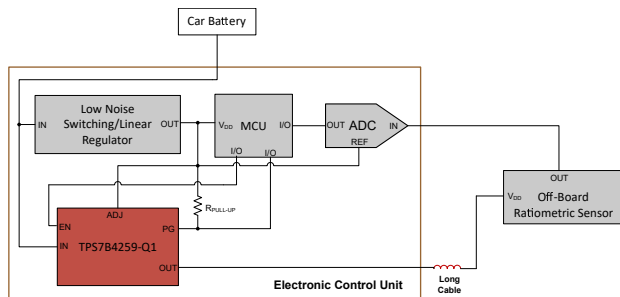 Car Battery
Low Noise
Switching/Linear
Regulator
IN
OUT
VDD
MCU
I/O
I/O
I/O
OUT
ADC
IN
REF
OUT
VDD
Off-Board
Ratiometric Sensor
RPULL-UP
ADJ
EN
PG
TPS7B4259-Q1
IN
OUT
Electronic Control Unit
Long
Cable